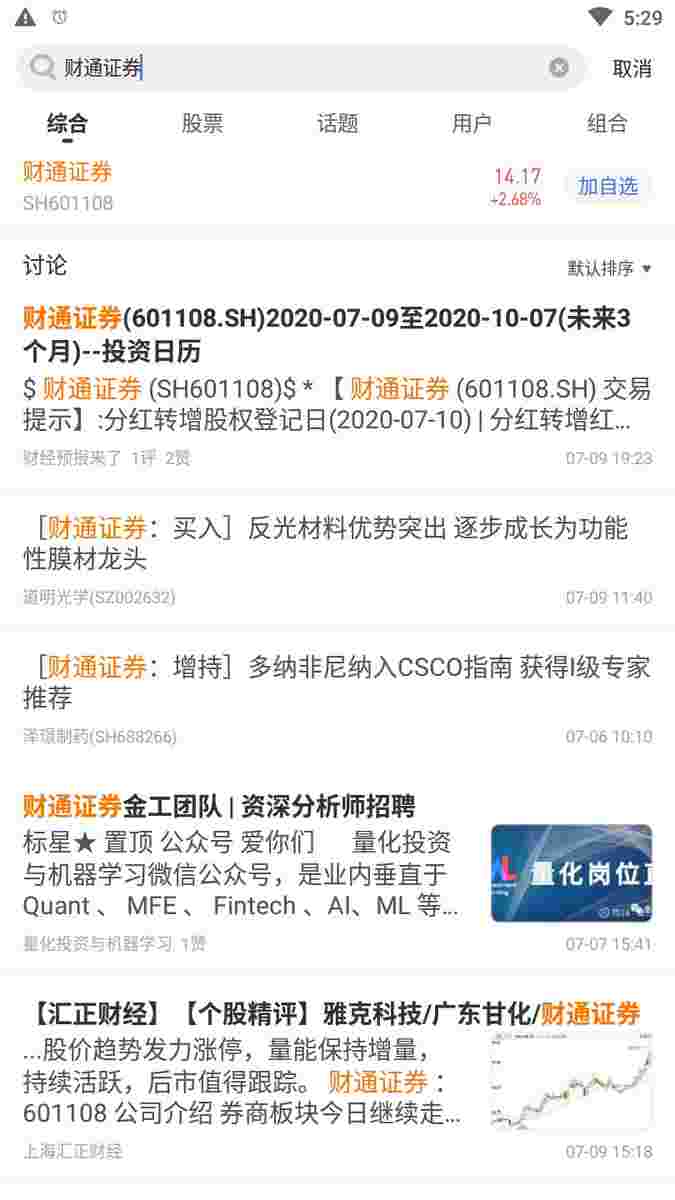 5:29
财通证券
取消
综合 股票 话题 用户 组合
财通证券
14.17
SH601108
+2.68%
加自选
讨论
默认排序
财通证券(601108.SH)2020-07-09至2020-10-07(未来3
个月)--投资日历
$ 财通证券 (SH601108)$ * 【 财通证券 (601108.SH) 交易
提示】:分红转增股权登记日(2020-07-10) | 分红转增红...
财经预报来了 1评 2赞
07-09 19:23
［财通证券：买入］反光材料优势突出 逐步成长为功能
性膜材龙头
道明光学(SZ002632)
07-09 11:40
［财通证券：增持］多纳非尼纳入CSCO指南 获得I级专家
推荐
泽璟制药(SH688266)
07-06 10:10
财通证券金工团队 | 资深分析师招聘
标星★ 置顶 公众号 爱你们 量化投资
与机器学习微信公众号，是业内垂直于
Quant 、 MFE 、 Fintech 、AI、ML 等...
量化岗位
量化投资与机器学习 1赞
07-07 15:41
【汇正财经】【个股精评】雅克科技/广东甘化/财通证券
...股价趋势发力涨停，量能保持增量，
持续活跃，后市值得跟踪。 财通证券 ：
601108 公司介绍 券商板块今日继续走...
上海汇正财经
07-09 15:18